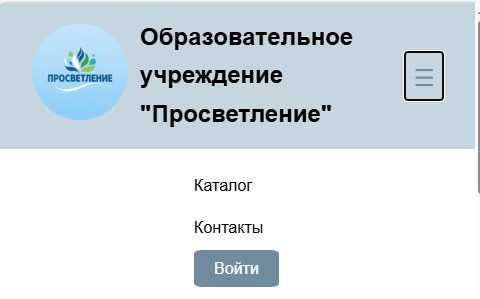 ПРОСВЕТЛЕНИЕ
Образовательное
учреждение
"Просветление"
Каталог
Контакты
Войти